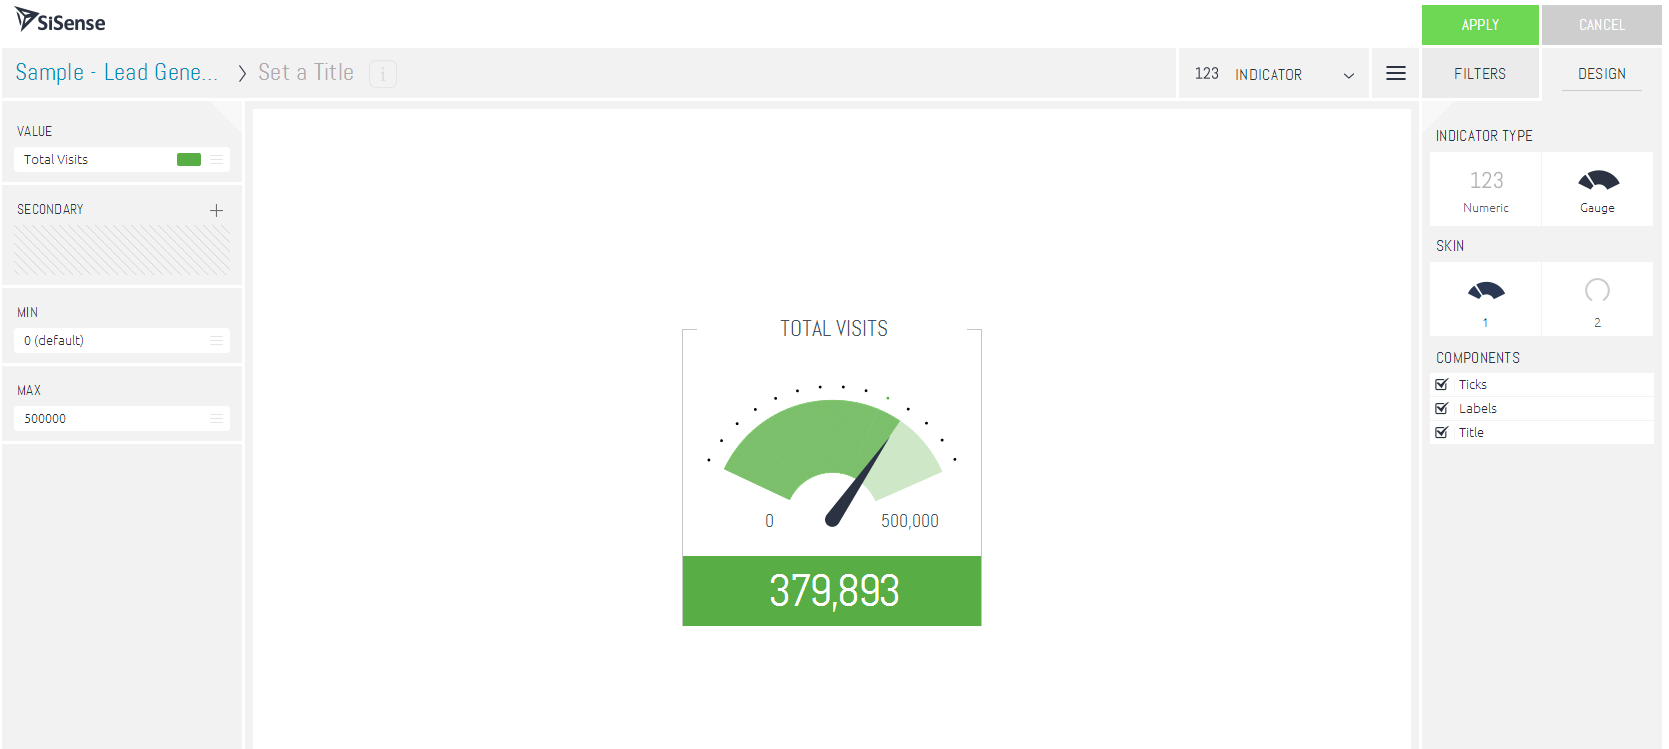 SiSense
APPLY
CANCEL
Sample - Lead Gene... > Set a Title i
123 INDICATOR
FILTERS
DESIGN
VALUE
Total Visits
SECONDARY
+
MIN
0 (default)
MAX
500000
TOTAL VISITS
0
500,000
379,893
INDICATOR TYPE
123
Numeric
Gauge
SKIN
1
2
COMPONENTS
Ticks
Labels
Title